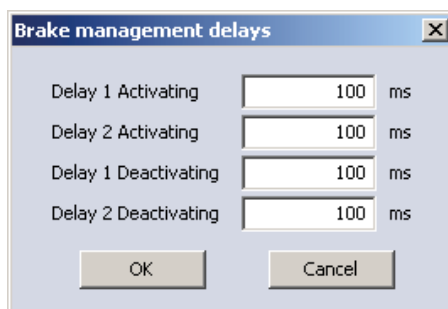 Brake management delays
Delay 1 Activating 100 ms
Delay 2 Activating 100 ms
Delay 1 Deactivating 100 ms
Delay 2 Deactivating 100 ms
OK Cancel